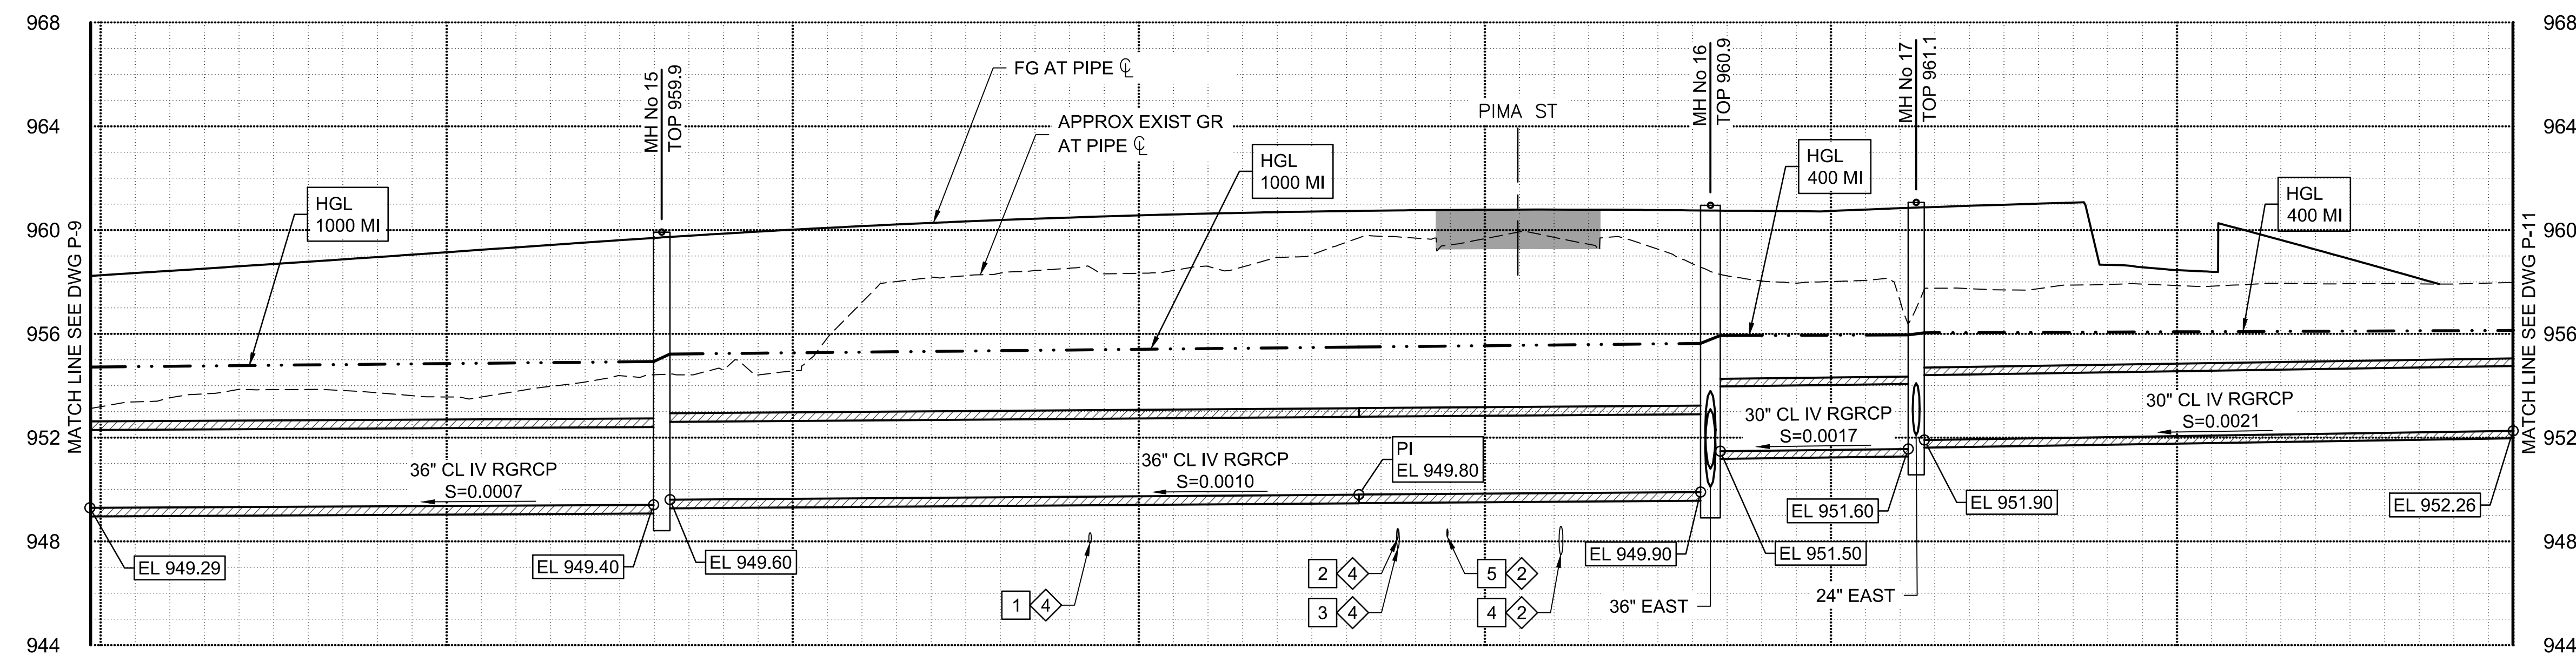 968
968
MH No 15
TOP 959.9
FG AT PIPE ℄
MH No 16
TOP 960.9
MH No 17
TOP 961.1
964
964
APPROX EXIST GR
AT PIPE ℄
PIMA ST
HGL
1000 MI
HGL
1000 MI
HGL
400 MI
HGL
400 MI
960
960
MATCH LINE SEE DWG P-9
MATCH LINE SEE DWG P-11
956
956
952
952
36" CL IV RGRCP
S=0.0007
36" CL IV RGRCP
S=0.0010
PI
EL 949.80
30" CL IV RGRCP
S=0.0017
30" CL IV RGRCP
S=0.0021
948
948
EL 949.29
EL 949.40
EL 949.60
EL 949.90
EL 951.50
EL 951.60
EL 951.90
EL 952.26
1 4
2 4
3 4
5 2
4 2
36" EAST
24" EAST
944
944